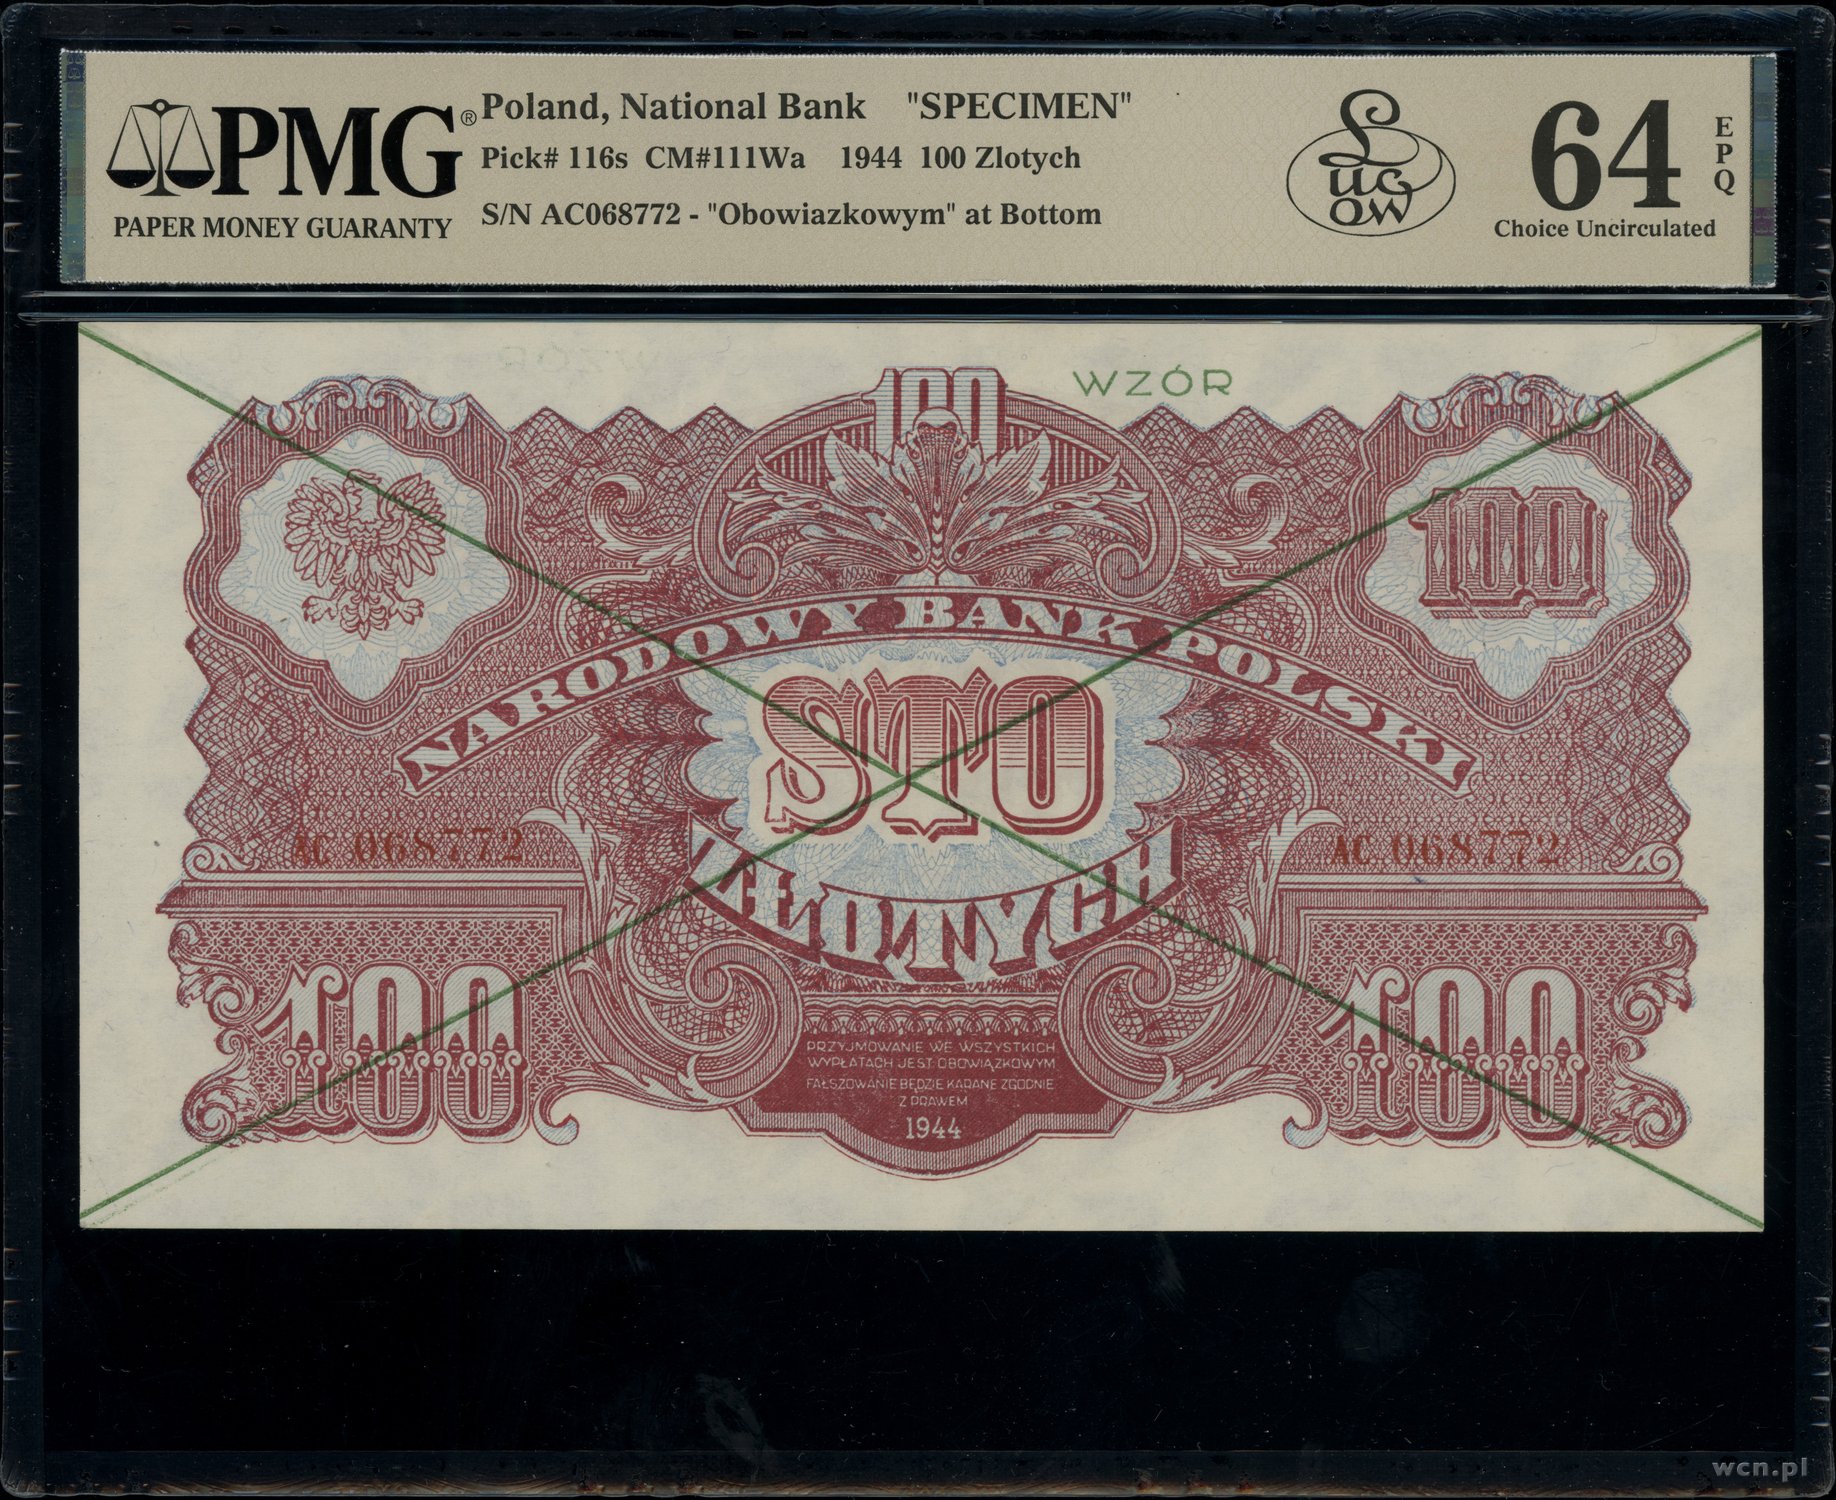 PMG® Poland, National Bank "SPECIMEN"
Pick# 116s CM#111Wa 1944 100 Zlotych
PAPER MONEY GUARANTY
S/N AC068772 - "Obowiazkowym" at Bottom
Lucow
64
EPQ
Choice Uncirculated
WZÓR
100
100
NARODOWY BANK POLSKI
STO
ZŁOTYCH
AC 068772
AC 068772
100
100
PRZYJMOWANIE WE WSZYSTKICH
WYPŁATACH JEST OBOWIĄZKOWYM
FAŁSZOWANIE BĘDZIE KARANE ZGODNIE
Z PRAWEM
1944
wcn.pl